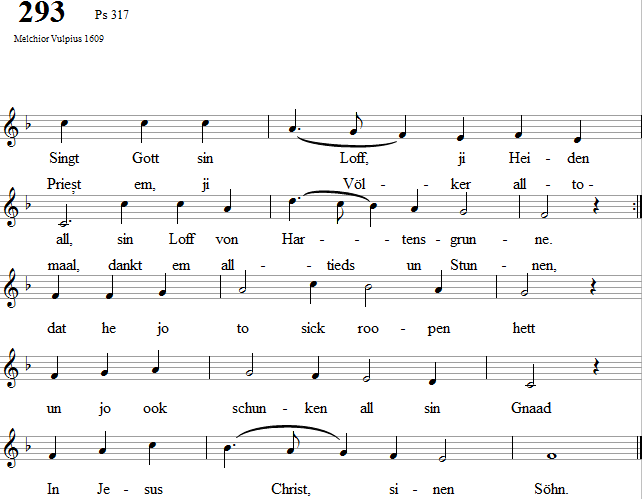 293 Ps 317
Melchior Vulpius 1609
Singt Gott sin Loff, ji Hei - den
Priest em, ji Völ - - ker all - to -
all, sin Loff von Har - - - tens - grun - - ne.
maal, dankt em all - - tieds un Stun - - nen,
dat he jo to sick roo - pen hett
un jo ook schun - ken all sin Gnaad
In Je - sus Christ, si - nen Söhn.